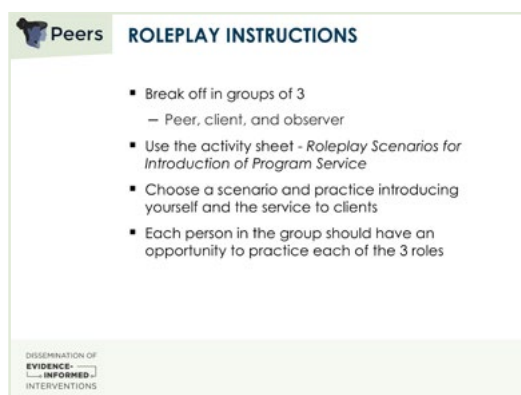 Peers
ROLEPLAY INSTRUCTIONS
▪ Break off in groups of 3
– Peer, client, and observer
▪ Use the activity sheet - Roleplay Scenarios for
Introduction of Program Service
▪ Choose a scenario and practice introducing
yourself and the service to clients
▪ Each person in the group should have an
opportunity to practice each of the 3 roles
DISSEMINATION OF
EVIDENCE-
INFORMED
INTERVENTIONS